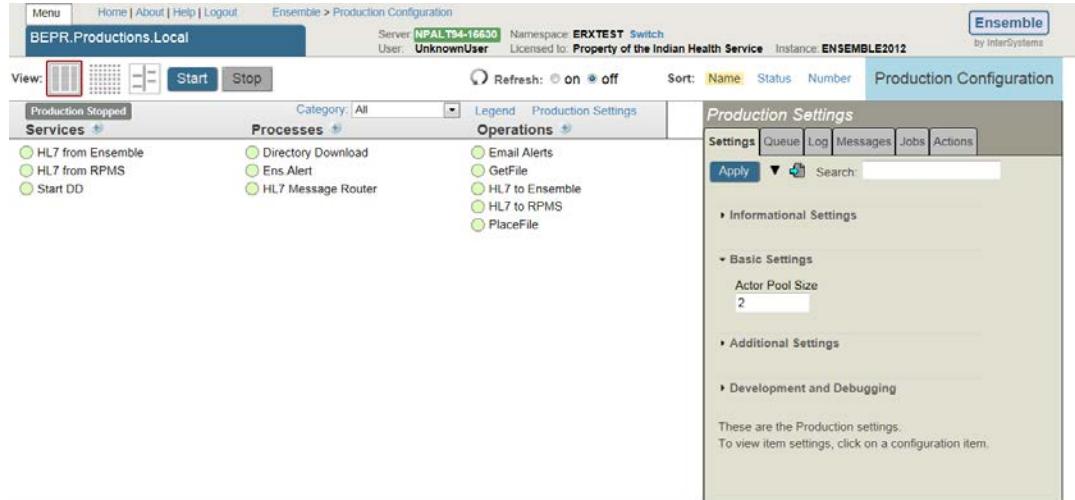 Menu Home | About | Help | Logout Ensemble > Production Configuration
BEPR.Productions.Local
Server: NPALT94-16630 Namespace: ERXTEST Switch
User: UnknownUser Licensed to: Property of the Indian Health Service Instance: ENSEMBLE2012
Ensemble
by InterSystems
View: Start Stop Refresh: on off Sort: Name Status Number Production Configuration
Production Stopped Category: All Legend Production Settings
Services Processes Operations
HL7 from Ensemble Directory Download Email Alerts
HL7 from RPMS Ens Alert GetFile
Start DD HL7 Message Router HL7 to Ensemble
HL7 to RPMS
PlaceFile
Production Settings
Settings Queue Log Messages Jobs Actions
Apply Search:
Informational Settings
Basic Settings
Actor Pool Size
2
Additional Settings
Development and Debugging
These are the Production settings.
To view item settings, click on a configuration item.